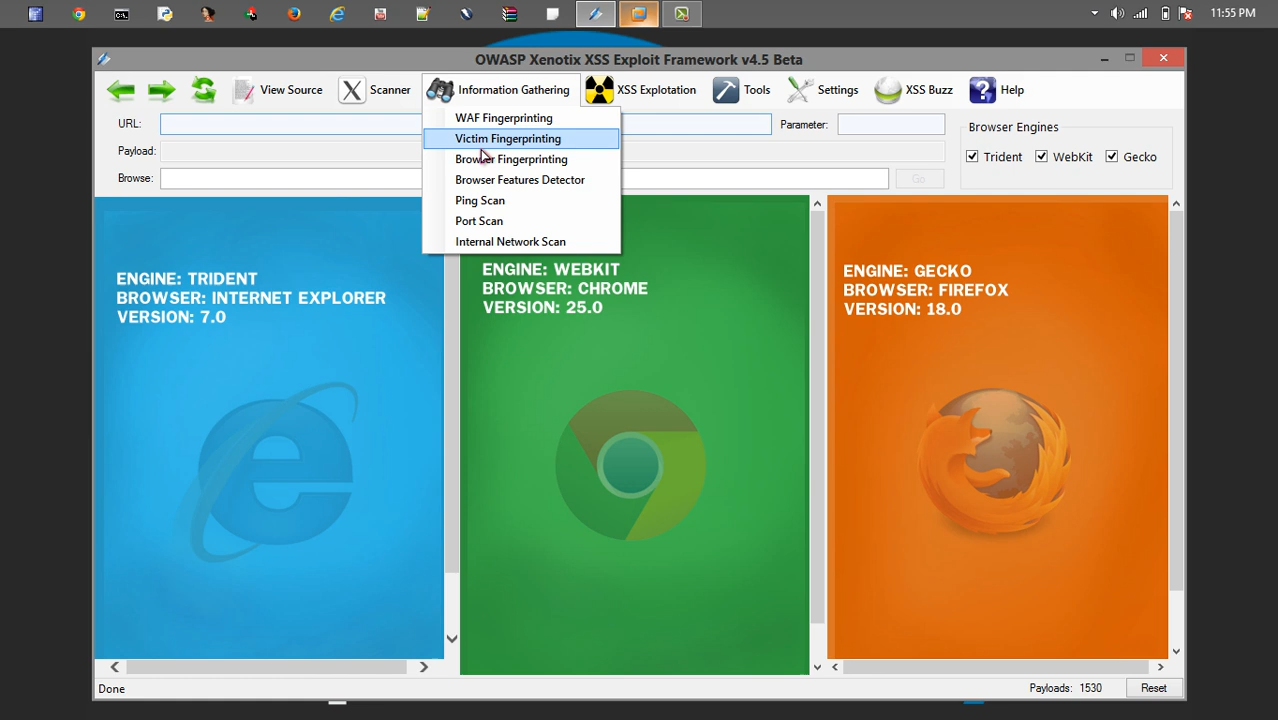 11:55 PM
OWASP Xenotix XSS Exploit Framework v4.5 Beta
View Source
Scanner
Information Gathering
XSS Explotation
Tools
Settings
XSS Buzz
Help
URL:
Parameter:
Browser Engines
Trident
WebKit
Gecko
Payload:
Browse:
Go
WAF Fingerprinting
Victim Fingerprinting
Browser Fingerprinting
Browser Features Detector
Ping Scan
Port Scan
Internal Network Scan
ENGINE: TRIDENT
BROWSER: INTERNET EXPLORER
VERSION: 7.0
ENGINE: WEBKIT
BROWSER: CHROME
VERSION: 25.0
ENGINE: GECKO
BROWSER: FIREFOX
VERSION: 18.0
Done
Payloads: 1530
Reset